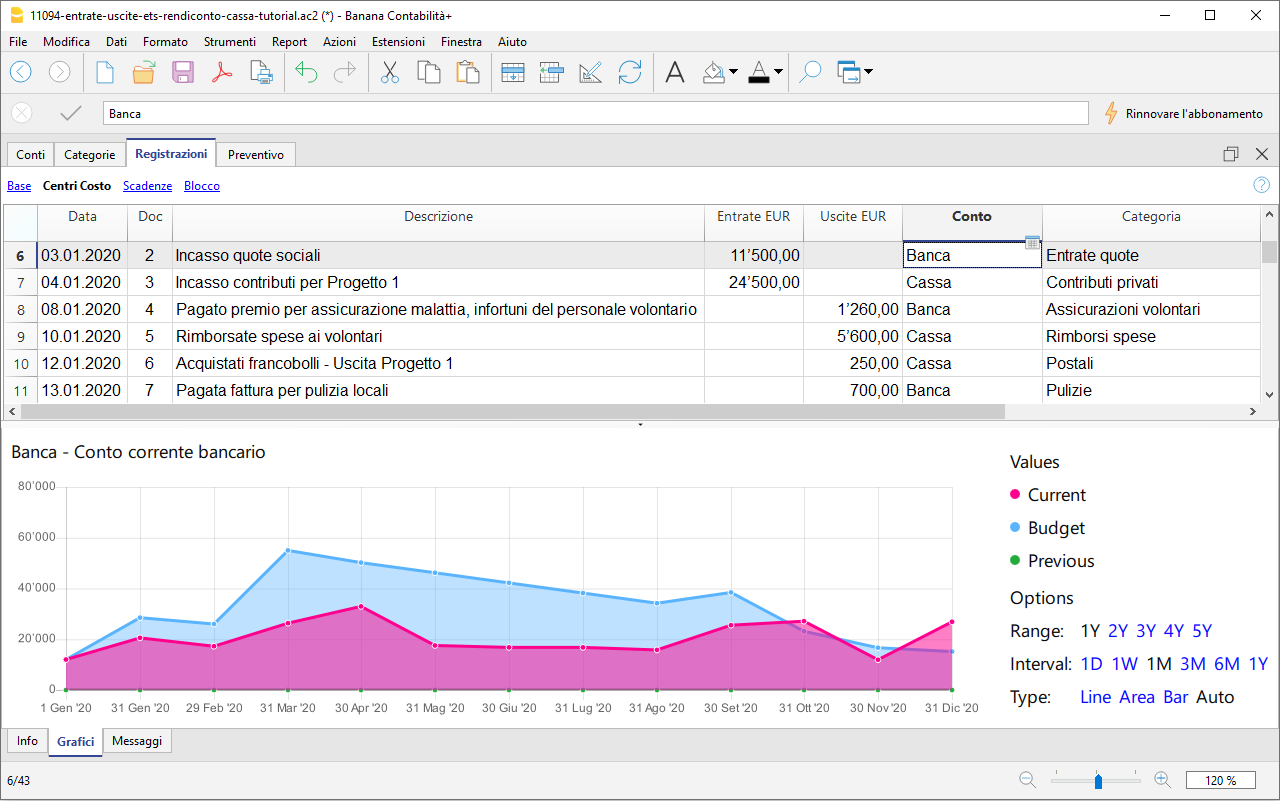 11094-entrate-uscite-ets-rendiconto-cassa-tutorial.ac2 (*) - Banana Contabilità+
File Modifica Dati Formato Strumenti Report Azioni Estensioni Finestra Aiuto
Banca Rinnovare l'abbonamento
Conti Categorie Registrazioni Preventivo
Base Centri Costo Scadenze Blocco
Data Doc Descrizione Entrate EUR Uscite EUR Conto Categoria
6 03.01.2020 2 Incasso quote sociali 11’500,00 Banca Entrate quote
7 04.01.2020 3 Incasso contributi per Progetto 1 24’500,00 Cassa Contributi privati
8 08.01.2020 4 Pagato premio per assicurazione malattia, infortuni del personale volontario 1’260,00 Banca Assicurazioni volontari
9 10.01.2020 5 Rimborsate spese ai volontari 5’600,00 Cassa Rimborsi spese
10 12.01.2020 6 Acquistati francobolli - Uscita Progetto 1 250,00 Cassa Postali
11 13.01.2020 7 Pagata fattura per pulizia locali 700,00 Banca Pulizie
Banca - Conto corrente bancario
80’000
60’000
40’000
20’000
0
1 Gen '20 31 Gen '20 29 Feb '20 31 Mar '20 30 Apr '20 31 Mag '20 30 Giu '20 31 Lug '20 31 Ago '20 30 Set '20 31 Ott '20 30 Nov '20 31 Dic '20
Values
Current
Budget
Previous
Options
Range: 1Y 2Y 3Y 4Y 5Y
Interval: 1D 1W 1M 3M 6M 1Y
Type: Line Area Bar Auto
Info Grafici Messaggi
6/43 120 %